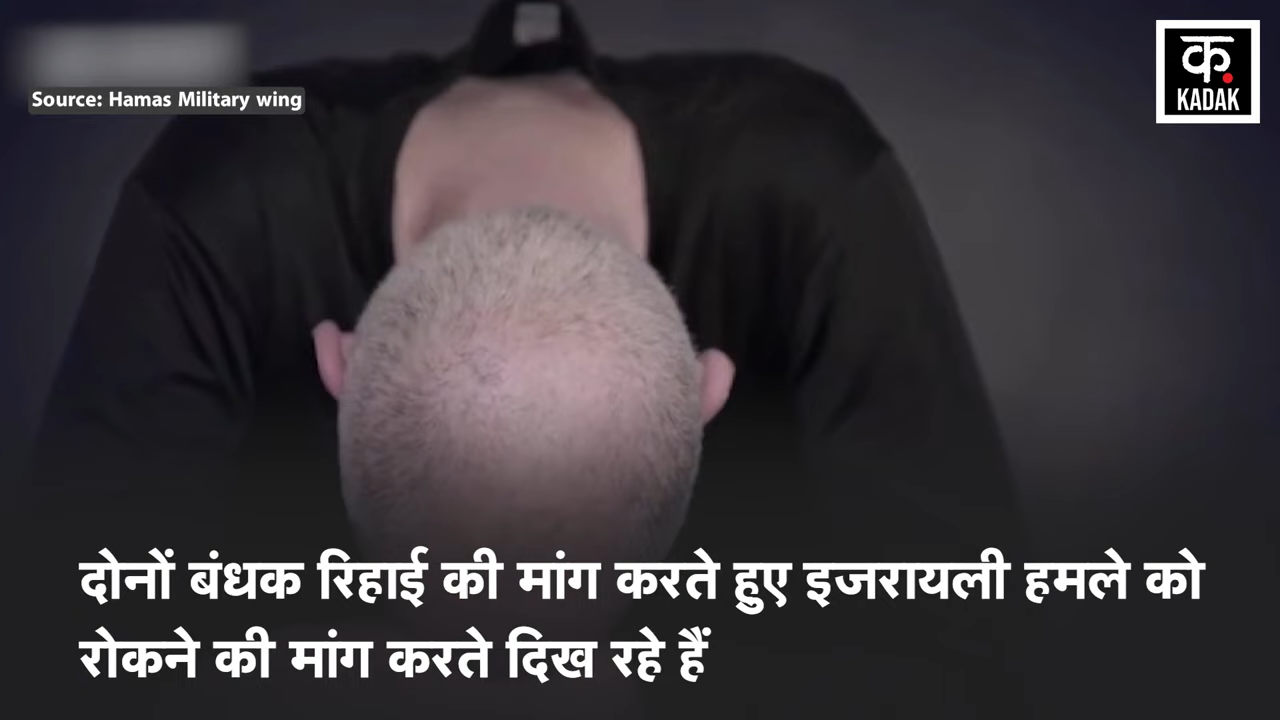 Source: Hamas Military wing
क.
KADAK
दोनों बंधक रिहाई की मांग करते हुए इजरायली हमले को
रोकने की मांग करते दिख रहे हैं